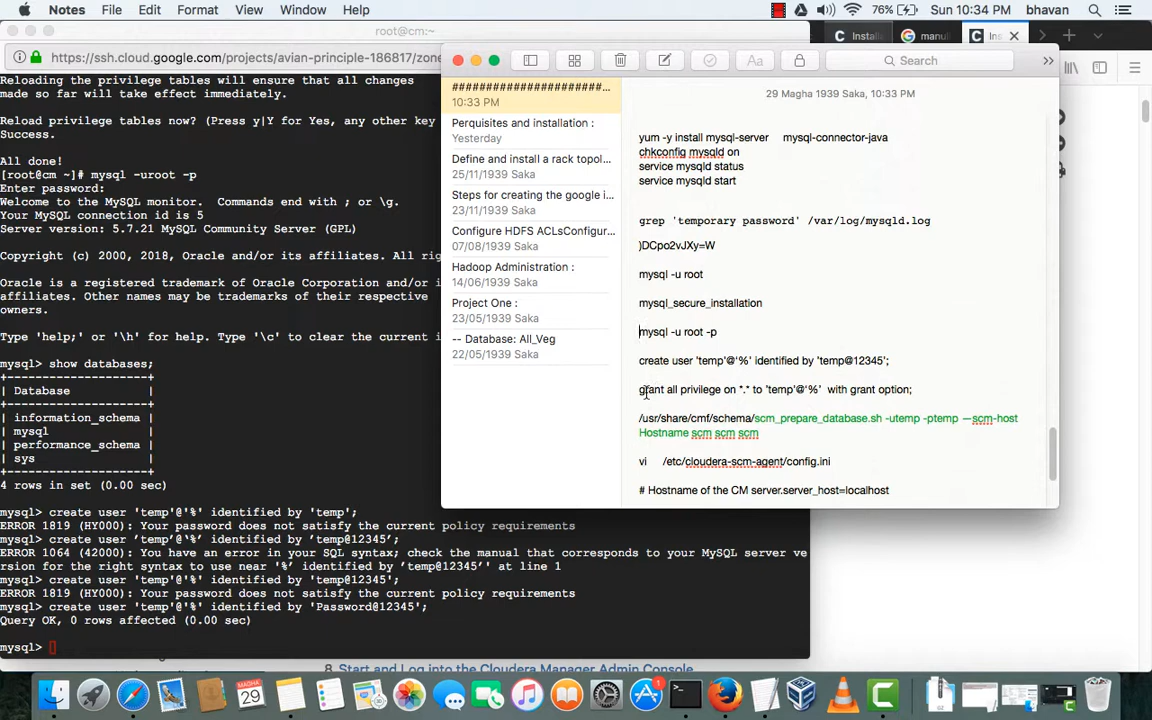 Notes File Edit Format View Window Help 76% Sun 10:34 PM bhavan
root@cm:~
https://ssh.cloud.google.com/projects/avian-principle-186817/zone
Reloading the privilege tables will ensure that all changes
made so far will take effect immediately.
Reload privilege tables now? (Press y|Y for Yes, any other key
Success.
All done!
[root@cm ~]# mysql -uroot -p
Enter password:
Welcome to the MySQL monitor.  Commands end with ; or \g.
Your MySQL connection id is 5
Server version: 5.7.21 MySQL Community Server (GPL)
Copyright (c) 2000, 2018, Oracle and/or its affiliates. All rig
Oracle is a registered trademark of Oracle Corporation and/or i
affiliates. Other names may be trademarks of their respective
owners.
Type 'help;' or '\h' for help. Type '\c' to clear the current i
mysql> show databases;
+--------------------+
| Database           |
+--------------------+
| information_schema |
| mysql              |
| performance_schema |
| sys                |
+--------------------+
4 rows in set (0.00 sec)
mysql> create user 'temp'@'%' identified by 'temp';
ERROR 1819 (HY000): Your password does not satisfy the current policy requirements
mysql> create user ‘temp’@‘%’ identified by ‘temp@12345’;
ERROR 1064 (42000): You have an error in your SQL syntax; check the manual that corresponds to your MySQL server ve
rsion for the right syntax to use near '%’ identified by ‘temp@12345’' at line 1
mysql> create user 'temp'@'%' identified by 'temp@12345';
ERROR 1819 (HY000): Your password does not satisfy the current policy requirements
mysql> create user 'temp'@'%' identified by 'Password@12345';
Query OK, 0 rows affected (0.00 sec)
mysql>
Installa
manul
Ins
Search
######################...
10:33 PM
Perquisites and installation :
Yesterday
Define and install a rack topol...
25/11/1939 Saka
Steps for creating the google i...
23/11/1939 Saka
Configure HDFS ACLsConfigur...
07/08/1939 Saka
Hadoop Administration :
14/06/1939 Saka
Project One :
23/05/1939 Saka
-- Database: All_Veg
22/05/1939 Saka
29 Magha 1939 Saka, 10:33 PM
yum -y install mysql-server    mysql-connector-java
chkconfig mysqld on
service mysqld status
service mysqld start
grep 'temporary password' /var/log/mysqld.log
)DCpo2vJXy=W
mysql -u root
mysql_secure_installation
mysql -u root -p
create user 'temp'@'%' identified by 'temp@12345';
grant all privilege on *.* to 'temp'@'%'  with grant option;
/usr/share/cmf/schema/scm_prepare_database.sh -utemp -ptemp —scm-host
Hostname scm scm scm
vi    /etc/cloudera-scm-agent/config.ini
# Hostname of the CM server.server_host=localhost
8. Start and Log into the Cloudera Manager Admin Console
MAGHA
29